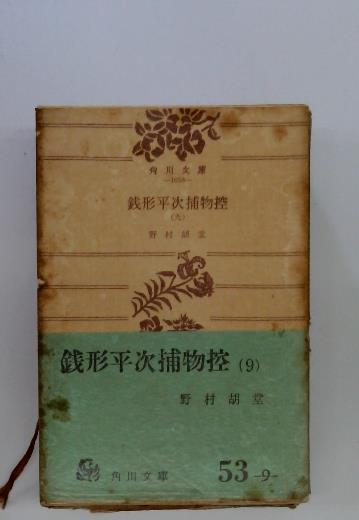 角川文庫
銭形平次捕物控
(九)
野村胡堂
銭形平次捕物控 (9)
野村胡堂
角川文庫
53-9-